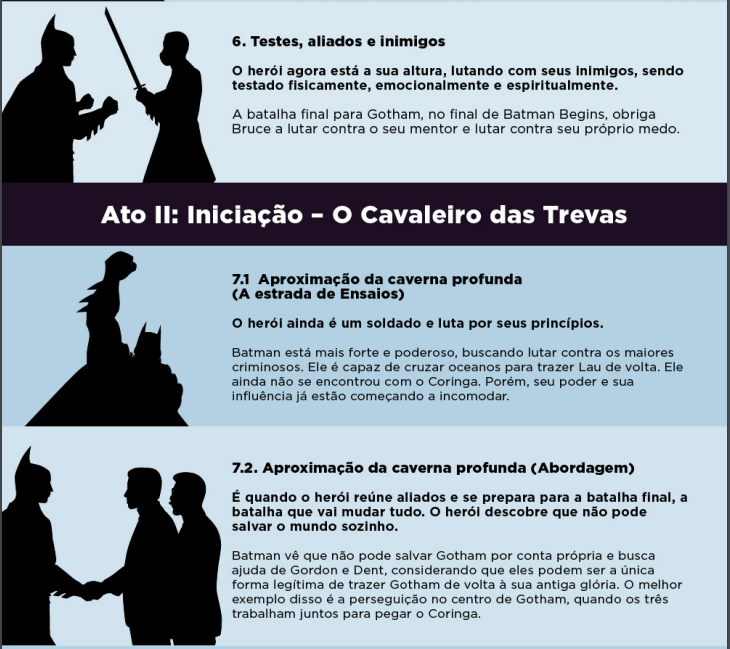 6. Testes, aliados e inimigos
O herói agora está a sua altura, lutando com seus inimigos, sendo
testado fisicamente, emocionalmente e espiritualmente.
A batalha final para Gotham, no final de Batman Begins, obriga
Bruce a lutar contra o seu mentor e lutar contra seu próprio medo.
Ato II: Iniciação – O Cavaleiro das Trevas
7.1 Aproximação da caverna profunda
(A estrada de Ensaios)
O herói ainda é um soldado e luta por seus princípios.
Batman está mais forte e poderoso, buscando lutar contra os maiores
criminosos. Ele é capaz de cruzar oceanos para trazer Lau de volta. Ele
ainda não se encontrou com o Coringa. Porém, seu poder e sua
influência já estão começando a incomodar.
7.2. Aproximação da caverna profunda (Abordagem)
É quando o herói reúne aliados e se prepara para a batalha final, a
batalha que vai mudar tudo. O herói descobre que não pode
salvar o mundo sozinho.
Batman vê que não pode salvar Gotham por conta própria e busca
ajuda de Gordon e Dent, considerando que eles podem ser a única
forma legítima de trazer Gotham de volta à sua antiga glória. O melhor
exemplo disso é a perseguição no centro de Gotham, quando os três
trabalham juntos para pegar o Coringa.